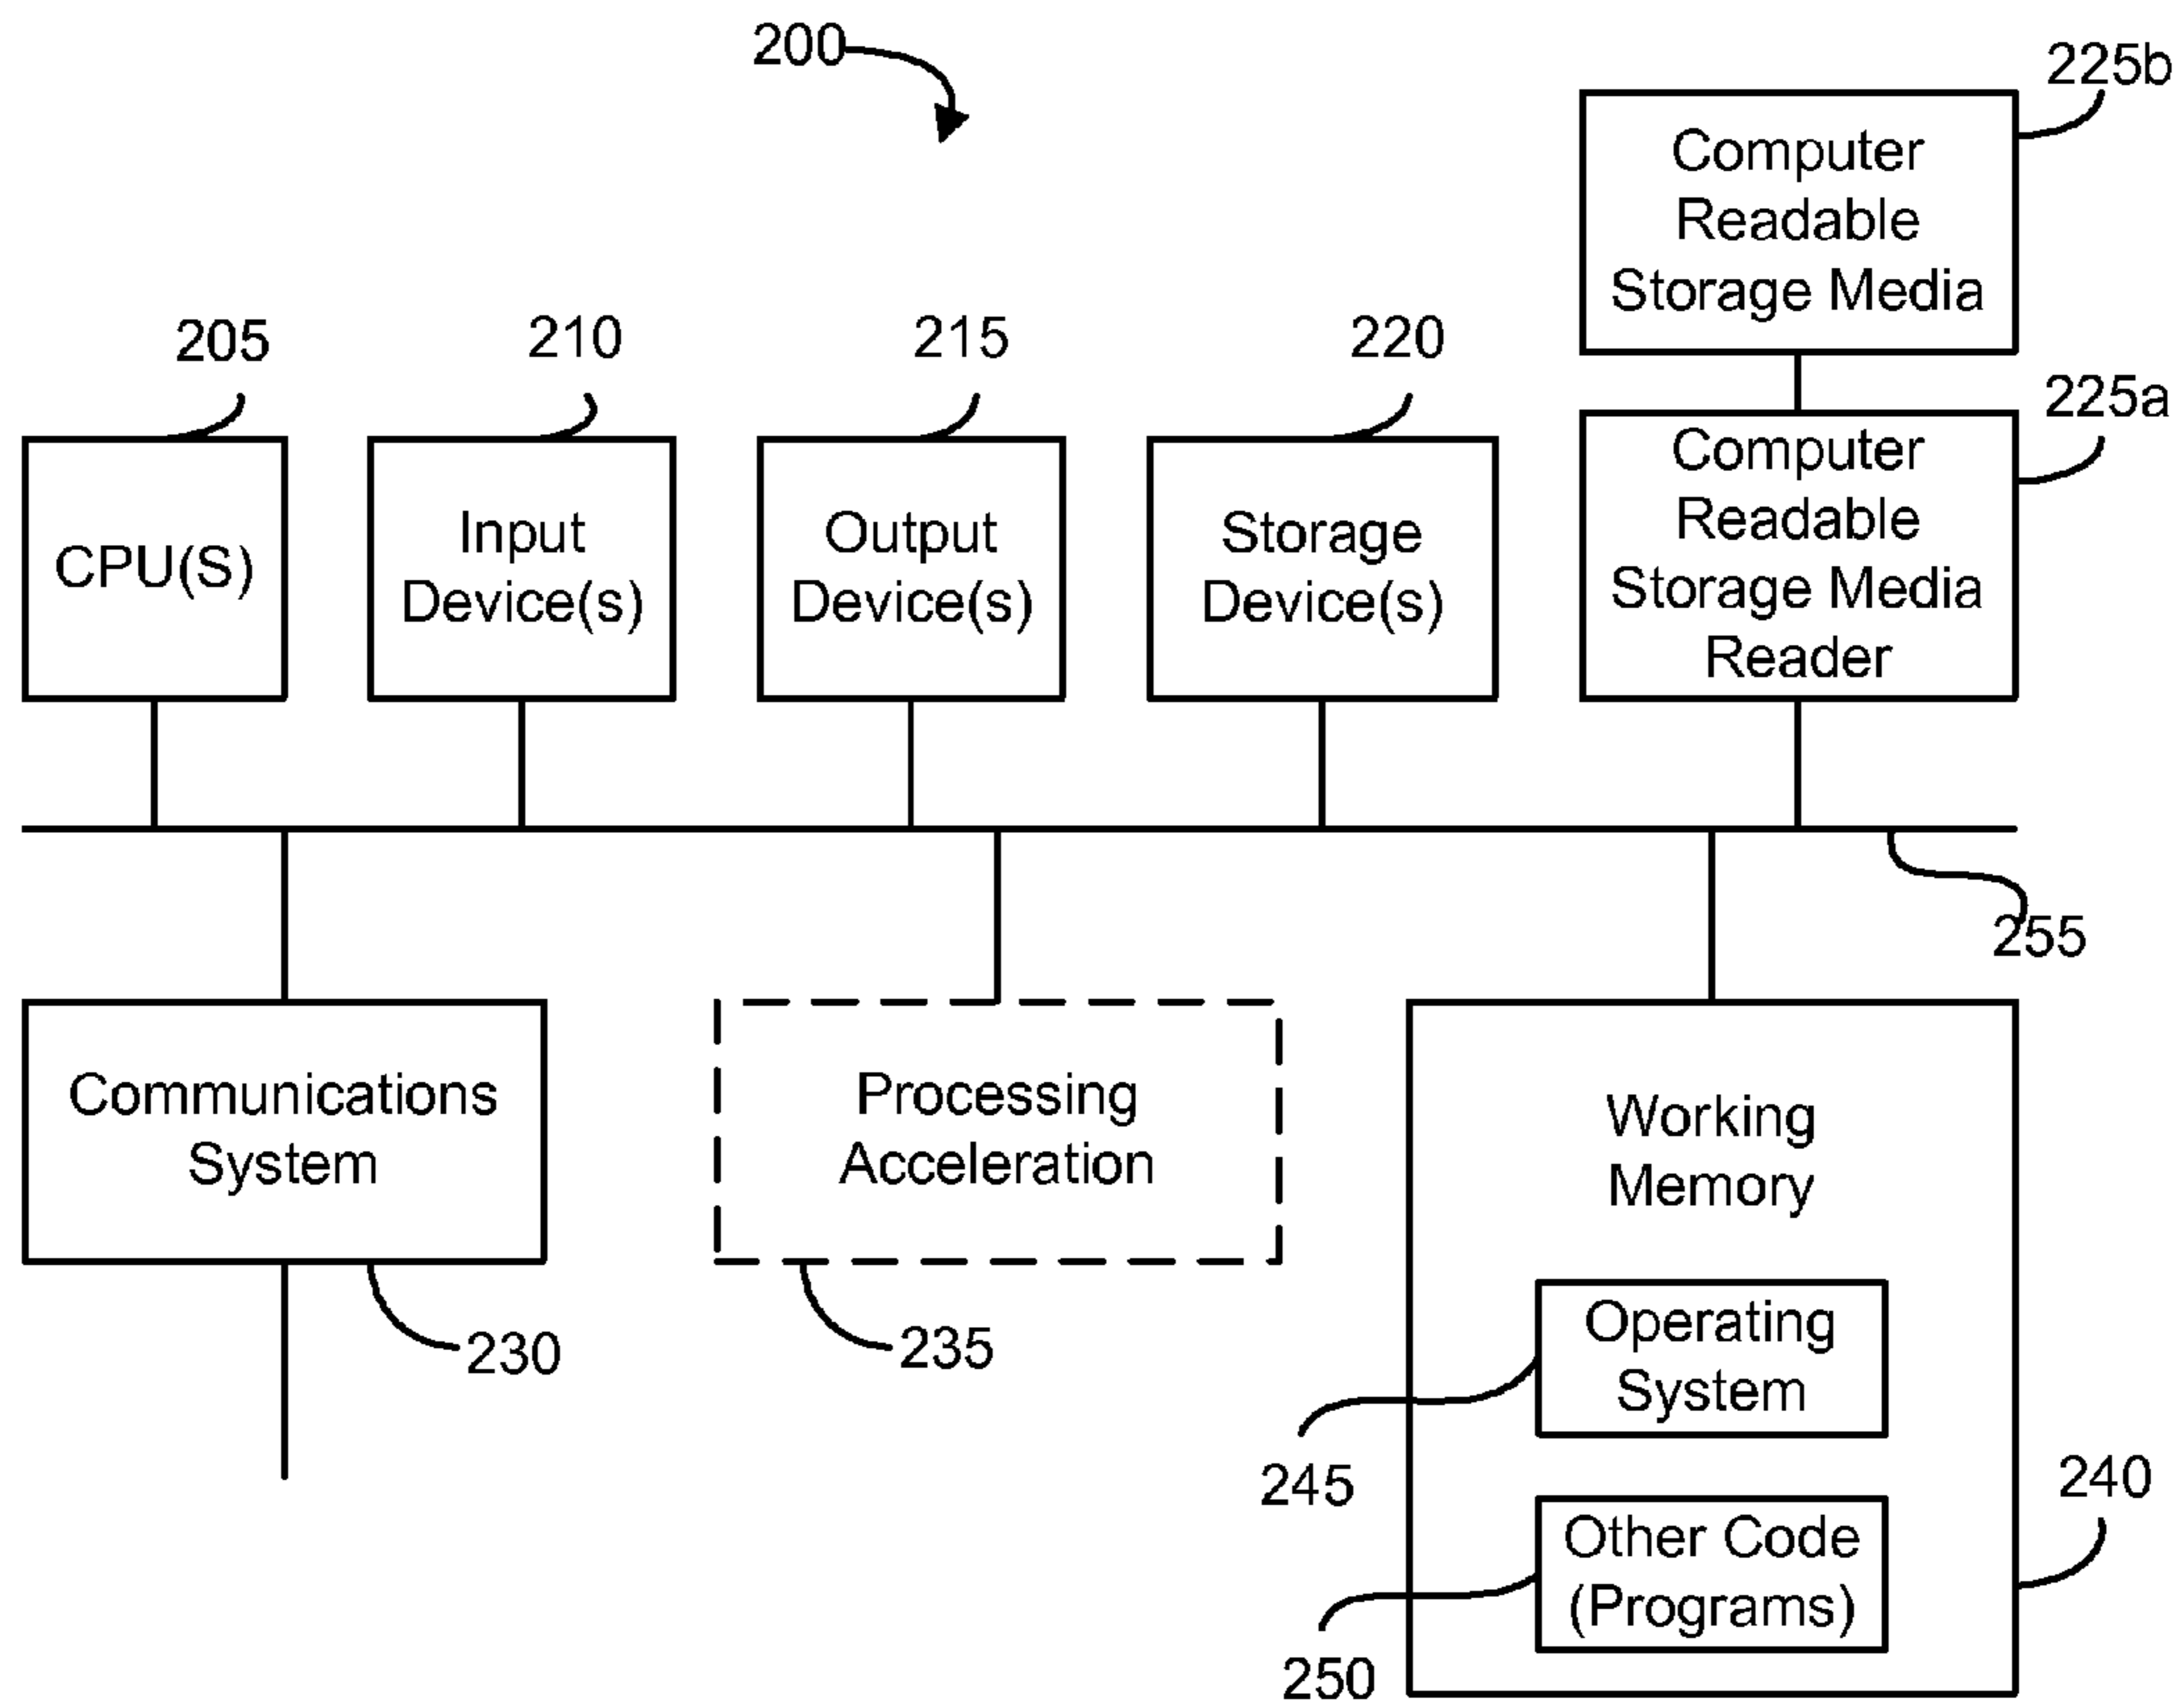 200
225b
Computer
Readable
Storage Media
205
210
215
220
225a
CPU(S)
Input
Device(s)
Output
Device(s)
Storage
Device(s)
Computer
Readable
Storage Media
Reader
255
Communications
System
230
Processing
Acceleration
235
Working
Memory
Operating
System
245
240
Other Code
(Programs)
250